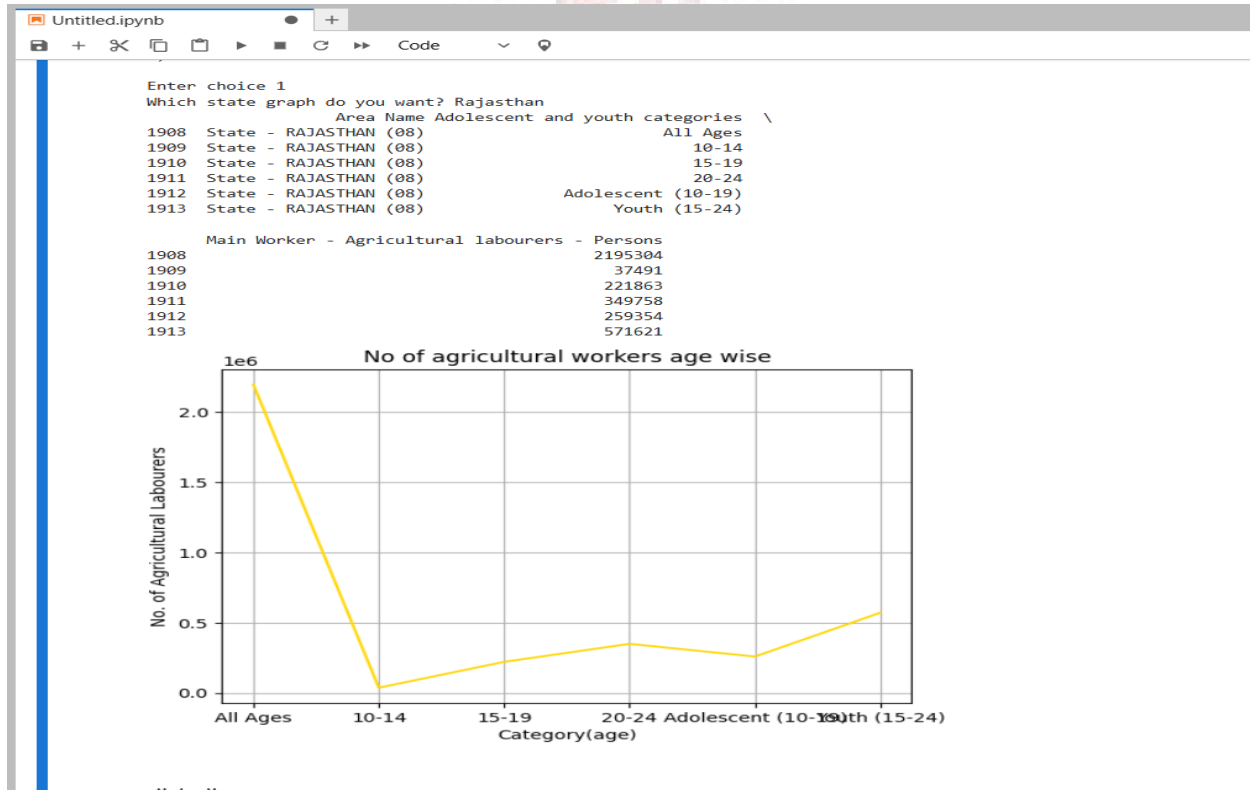 Untitled.ipynb
Code
Enter choice 1
Which state graph do you want? Rajasthan
Area Name Adolescent and youth categories \
1908 State - RAJASTHAN (08) All Ages
1909 State - RAJASTHAN (08) 10-14
1910 State - RAJASTHAN (08) 15-19
1911 State - RAJASTHAN (08) 20-24
1912 State - RAJASTHAN (08) Adolescent (10-19)
1913 State - RAJASTHAN (08) Youth (15-24)
Main Worker - Agricultural labourers - Persons
1908 2195304
1909 37491
1910 221863
1911 349758
1912 259354
1913 571621
No of agricultural workers age wise
1e6
2.0
1.5
1.0
0.5
0.0
No. of Agricultural Labourers
All Ages 10-14 15-19 20-24 Adolescent (10-19) Youth (15-24)
Category(age)